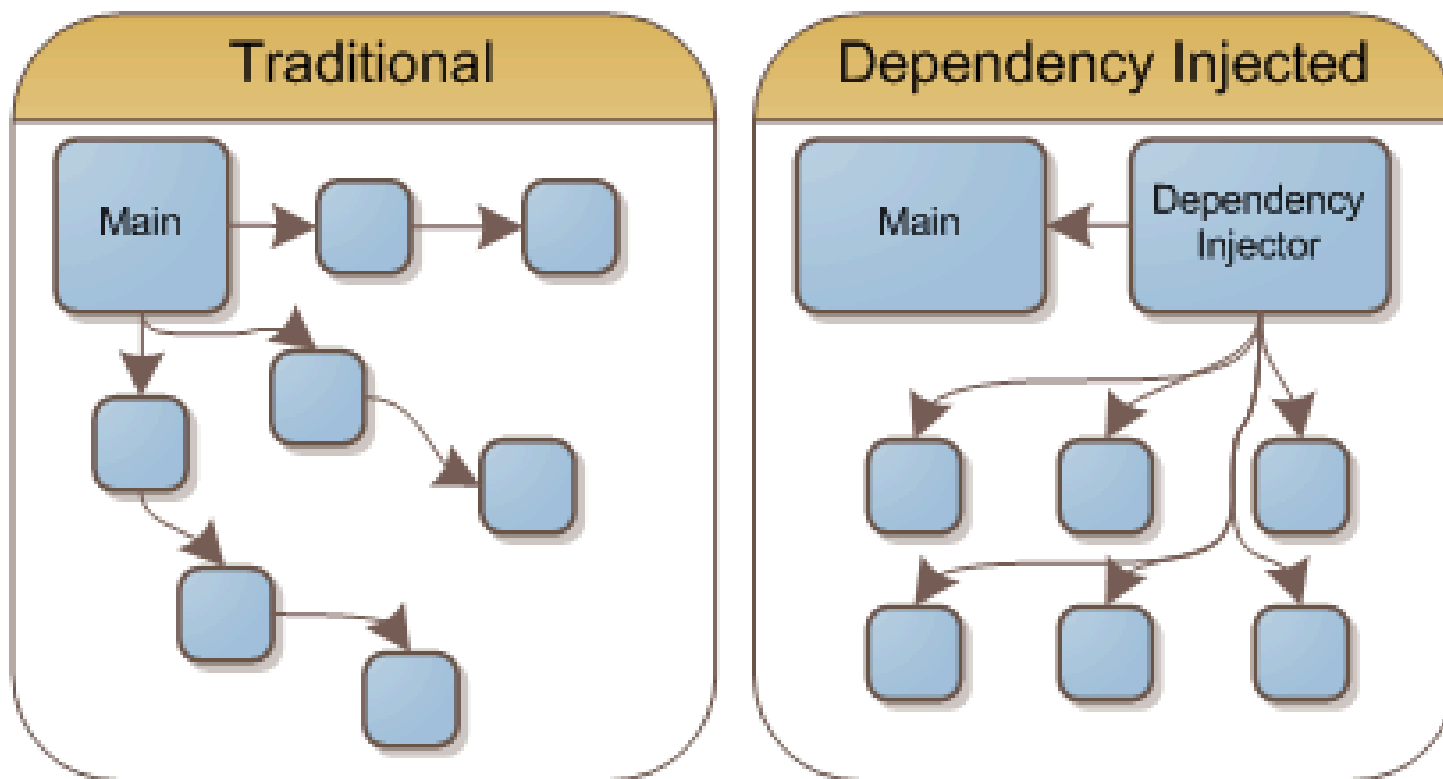 Traditional
Main
Dependency Injected
Main
Dependency
Injector